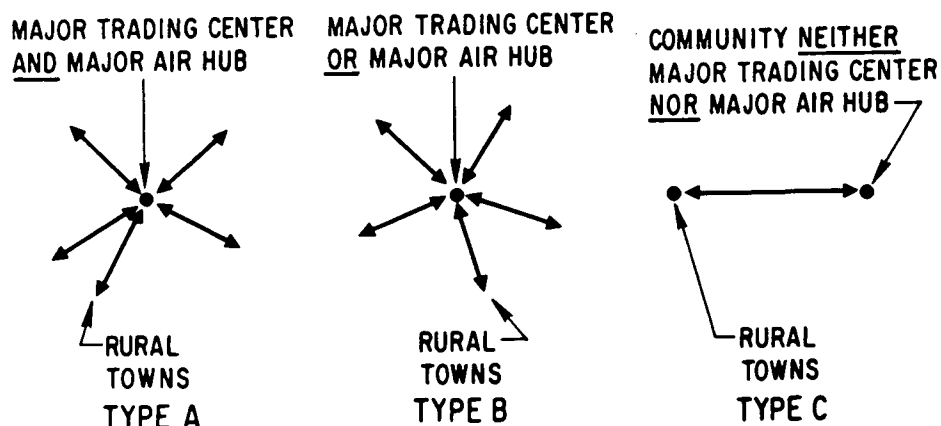 MAJOR TRADING CENTER
AND MAJOR AIR HUB
RURAL
TOWNS
TYPE A
MAJOR TRADING CENTER
OR MAJOR AIR HUB
RURAL
TOWNS
TYPE B
COMMUNITY NEITHER
MAJOR TRADING CENTER
NOR MAJOR AIR HUB
RURAL
TOWNS
TYPE C